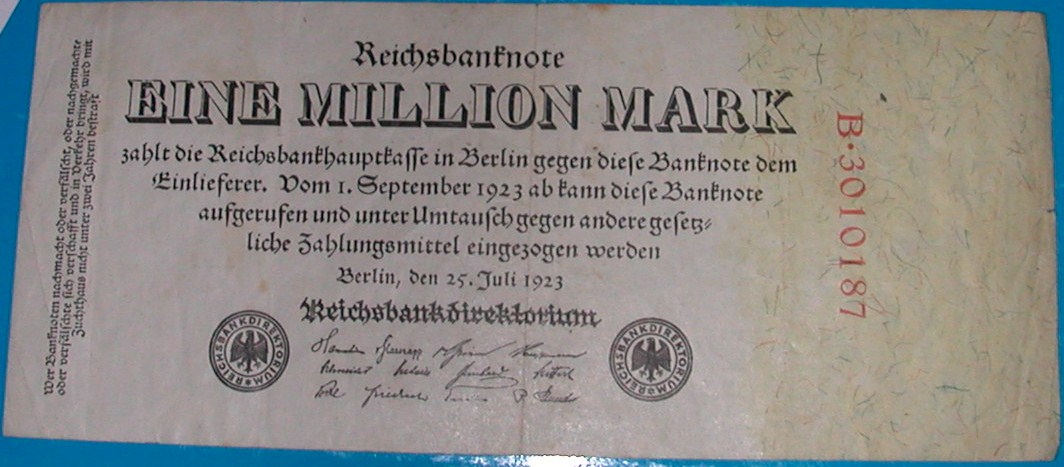 Reichsbanknote
EINE MILLION MARK
zahlt die Reichsbankhauptkasse in Berlin gegen diese Banknote dem
Einlieferer. Vom 1. September 1923 ab kann diese Banknote
aufgerufen und unter Umtausch gegen andere gesetz⸗
liche Zahlungsmittel eingezogen werden
Berlin, den 25. Juli 1923
Reichsbankdirektorium
REICHSBANKDIREKTORIUM
REICHSBANKDIREKTORIUM
Wer Banknoten nachmacht oder verfälscht, oder nachgemachte
oder verfälschte sich verschafft und in Verkehr bringt, wird mit
Zuchthaus nicht unter zwei Jahren bestraft
B·3010187